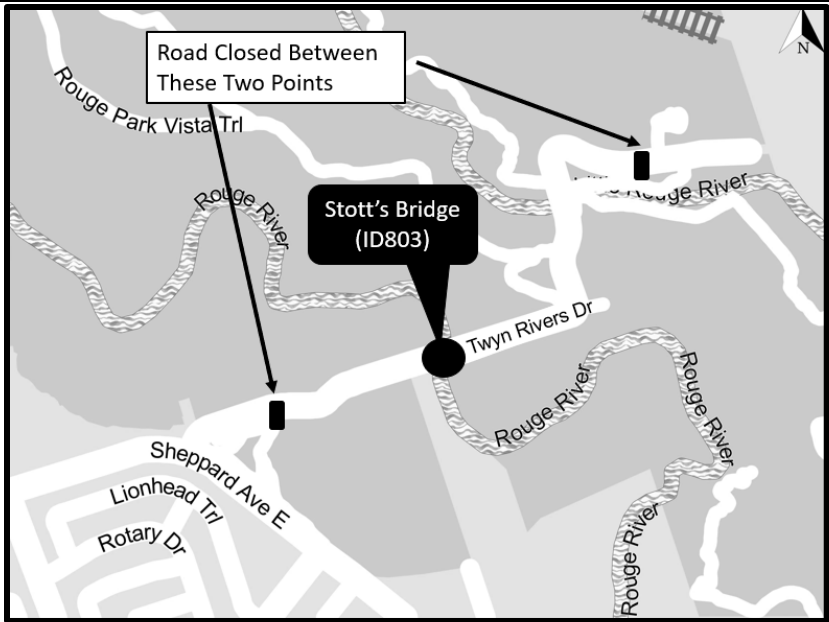 Road Closed Between
These Two Points
N
Rouge Park Vista Trl
Rouge River
Rouge River
Stott's Bridge
(ID803)
Twyn Rivers Dr
Rouge River
Rouge River
Sheppard Ave E
Lionhead Trl
Rotary Dr
Rouge River